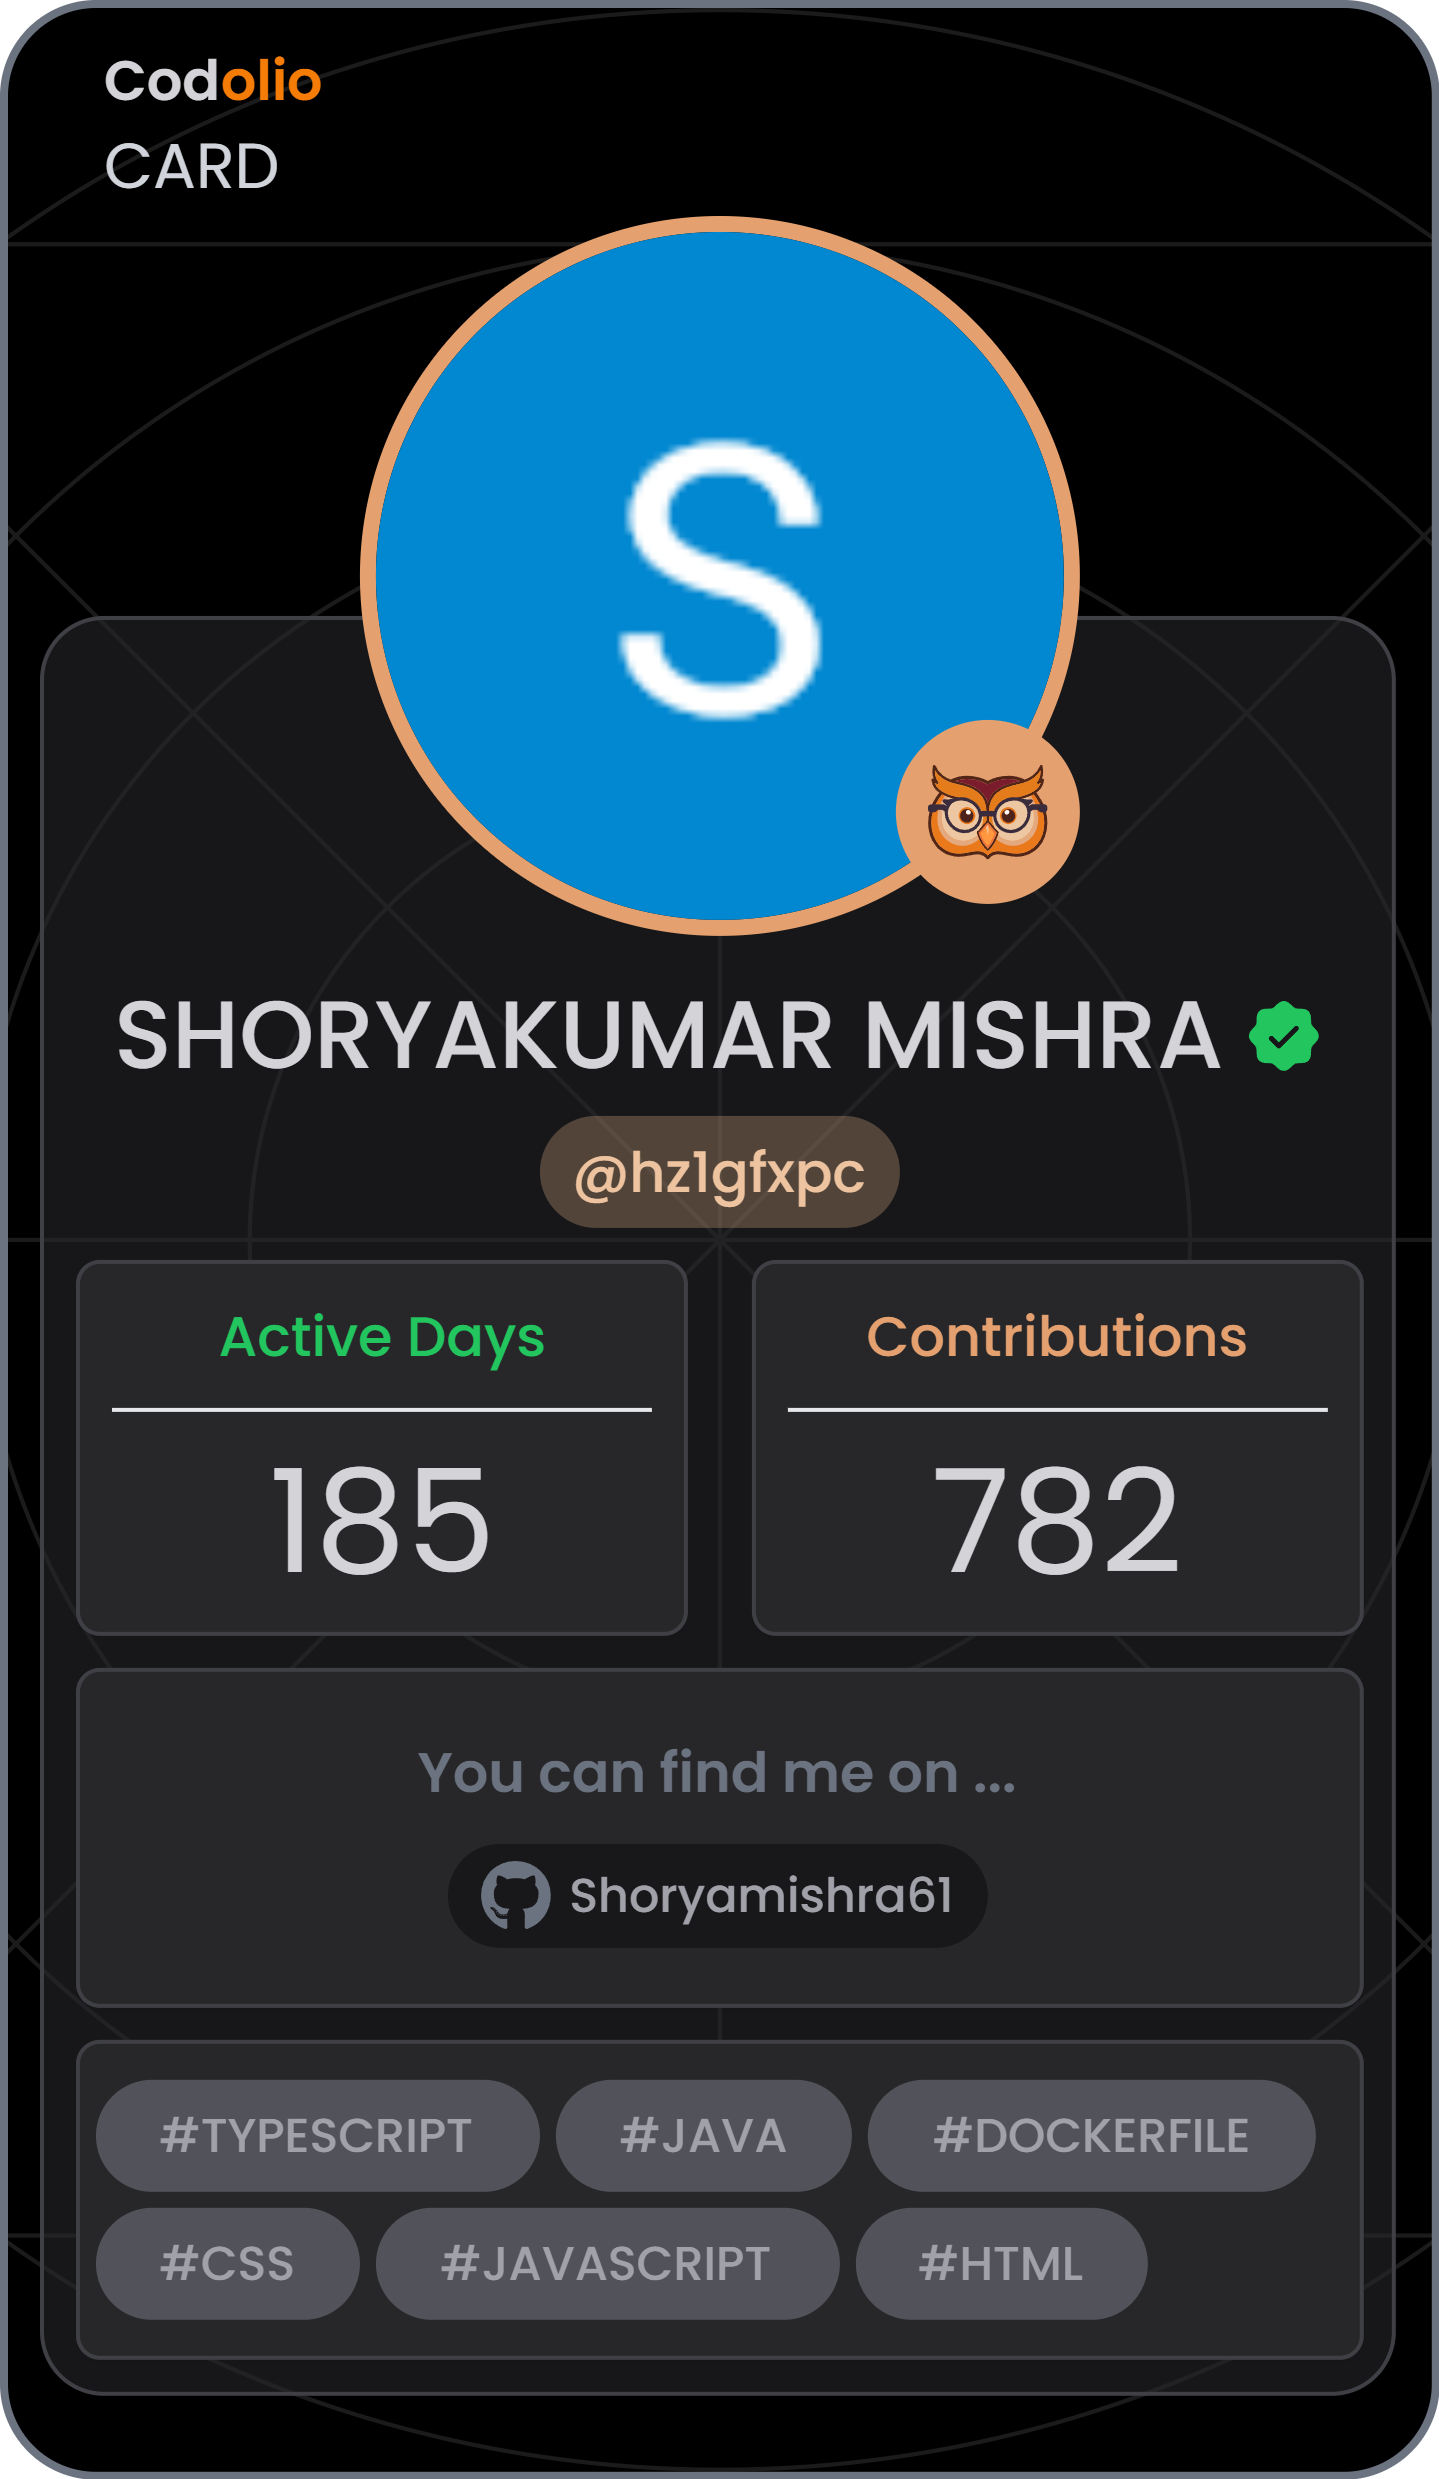 Codolio
CARD
S
SHORYAKUMAR MISHRA
@hz1gfxpc
Active Days
Contributions
185
782
You can find me on ...
Shoryamishra61
#TYPESCRIPT #JAVA #DOCKERFILE
#CSS #JAVASCRIPT #HTML